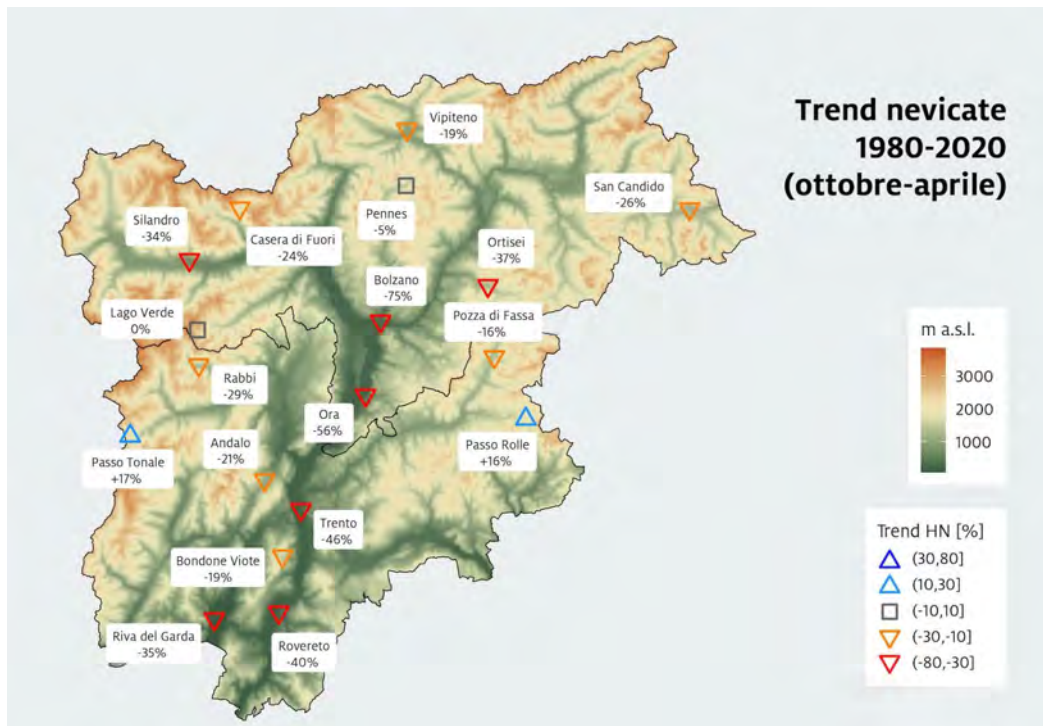 Trend nevicate
1980-2020
(ottobre-aprile)
Vipiteno
-19%
San Candido
-26%
Pennes
-5%
Silandro
-34%
Casera di Fuori
-24%
Ortisei
-37%
Bolzano
-75%
Lago Verde
0%
Pozza di Fassa
-16%
Rabbi
-29%
Ora
-56%
Passo Tonale
+17%
Andalo
-21%
Passo Rolle
+16%
Trento
-46%
Bondone Viote
-19%
Riva del Garda
-35%
Rovereto
-40%
m a.s.l.
3000
2000
1000
Trend HN [%]
(30,80]
(10,30]
(-10,10]
(-30,-10]
(-80,-30]